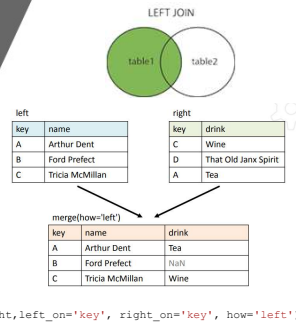 LEFT JOIN
table1 table2
left right
key name key drink
A Arthur Dent C Wine
B Ford Prefect D That Old Janx Spirit
C Tricia McMillan A Tea
merge(how='left')
key name drink
A Arthur Dent Tea
B Ford Prefect NaN
C Tricia McMillan Wine
ht,left_on='key', right_on='key', how='left'